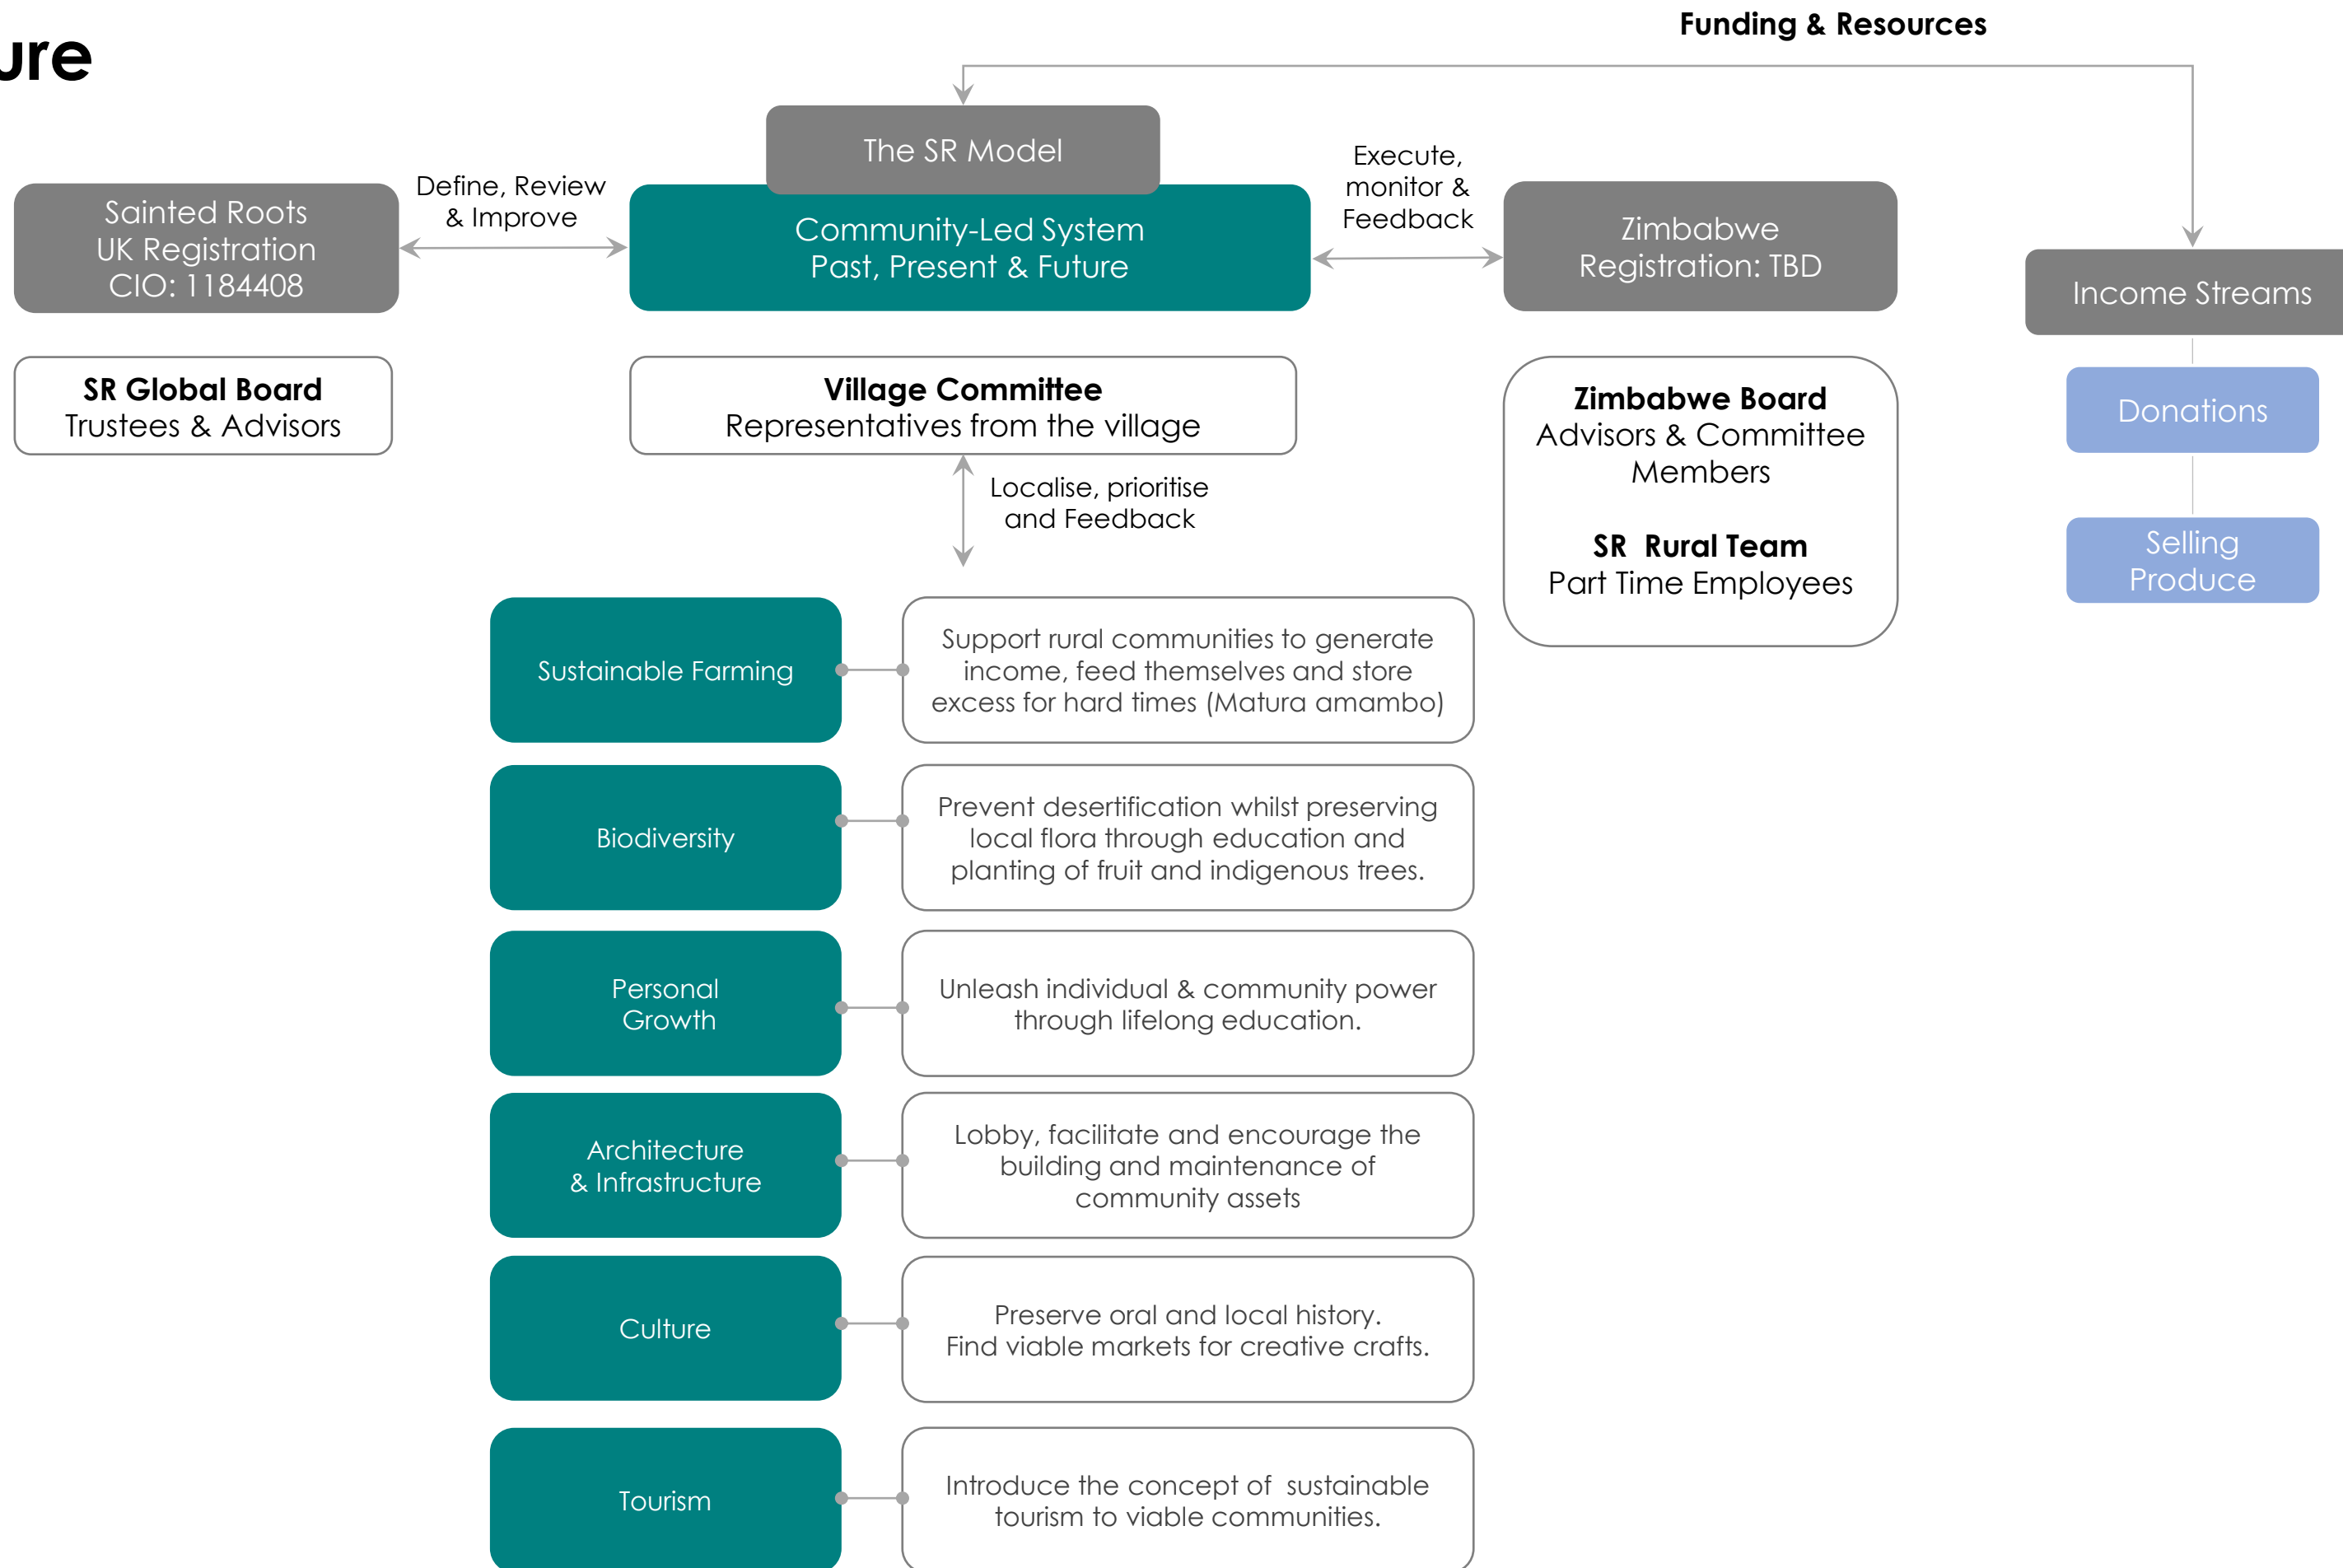 ure
Funding & Resources
The SR Model
Sainted Roots
UK Registration
CIO: 1184408
Define, Review
& Improve
Community-Led System
Past, Present & Future
Execute,
monitor &
Feedback
Zimbabwe
Registration: TBD
Income Streams
SR Global Board
Trustees & Advisors
Village Committee
Representatives from the village
Zimbabwe Board
Advisors & Committee
Members
SR Rural Team
Part Time Employees
Donations
Selling
Produce
Localise, prioritise
and Feedback
Sustainable Farming
Support rural communities to generate
income, feed themselves and store
excess for hard times (Matura amambo)
Biodiversity
Prevent desertification whilst preserving
local flora through education and
planting of fruit and indigenous trees.
Personal
Growth
Unleash individual & community power
through lifelong education.
Architecture
& Infrastructure
Lobby, facilitate and encourage the
building and maintenance of
community assets
Culture
Preserve oral and local history.
Find viable markets for creative crafts.
Tourism
Introduce the concept of sustainable
tourism to viable communities.